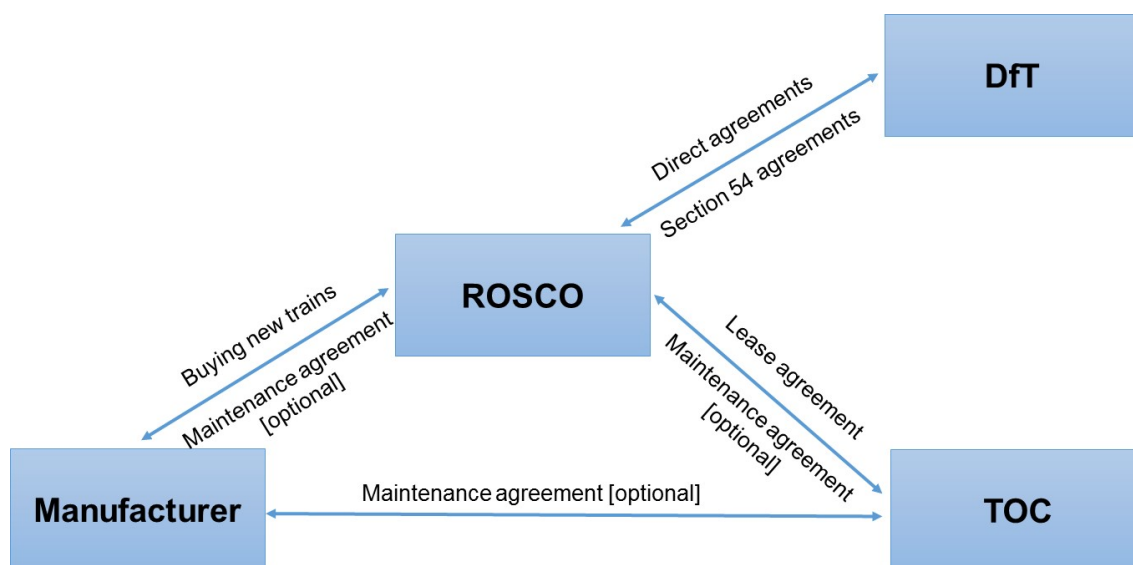 DfT
Direct agreements
Section 54 agreements
ROSCO
Buying new trains
Maintenance agreement
[optional]
Lease agreement
Maintenance agreement
[optional]
Manufacturer
Maintenance agreement [optional]
TOC